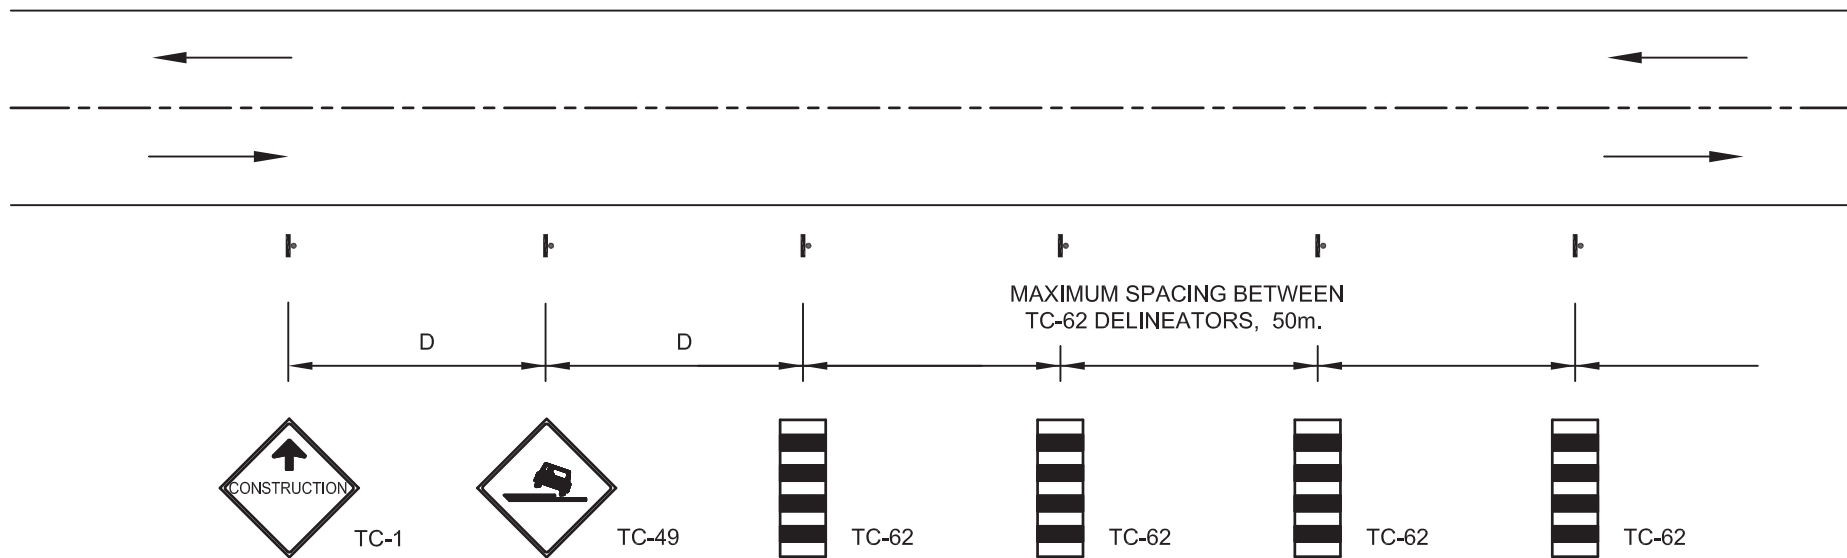 MAXIMUM SPACING BETWEEN
TC-62 DELINEATORS, 50m.
D
D
CONSTRUCTION
TC-1
TC-49
TC-62
TC-62
TC-62
TC-62